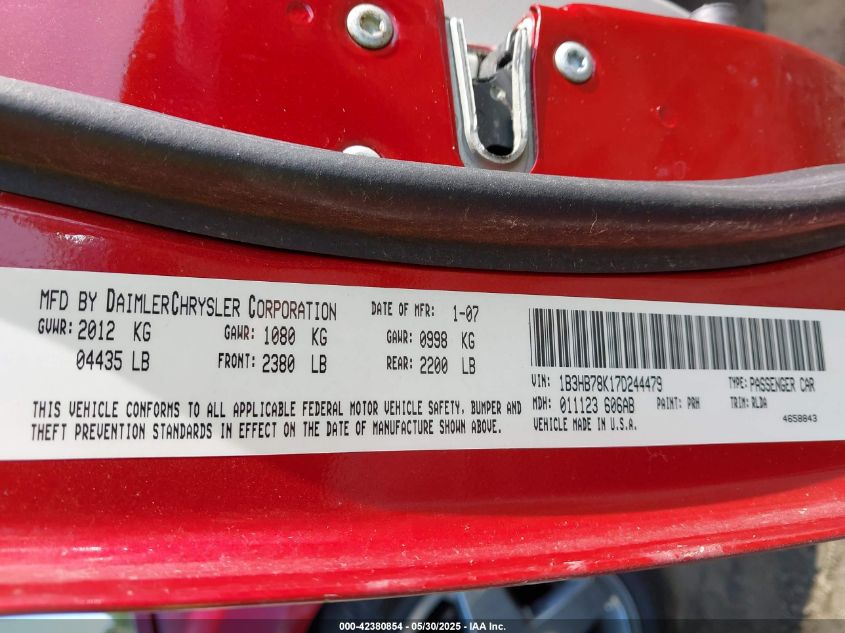 MFD BY DAIMLERCHRYSLER CORPORATION DATE OF MFR: 1-07
GVWR: 2012 KG GAWR: 1080 KG GAWR: 0998 KG
04435 LB FRONT: 2380 LB REAR: 2200 LB
THIS VEHICLE CONFORMS TO ALL APPLICABLE FEDERAL MOTOR VEHICLE SAFETY, BUMPER AND
THEFT PREVENTION STANDARDS IN EFFECT ON THE DATE OF MANUFACTURE SHOWN ABOVE.
VIN: 1B3HB78K17D244479 TYPE: PASSENGER CAR
MDH: 011123 606AB PAINT: PRH TRIM: RLDA
VEHICLE MADE IN U.S.A. 4658843
000-42380854 - 05/30/2025 - IAA Inc.